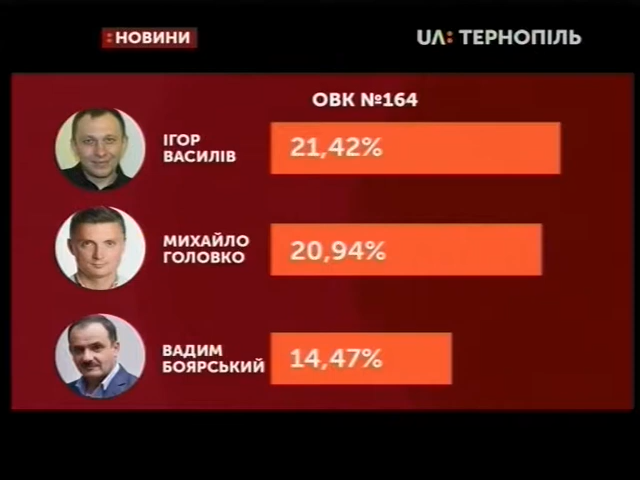 :НОВИНИ
UA: ТЕРНОПІЛЬ
ОВК №164
ІГОР
ВАСИЛІВ
21,42%
МИХАЙЛО
ГОЛОВКО
20,94%
ВАДИМ
БОЯРСЬКИЙ
14,47%